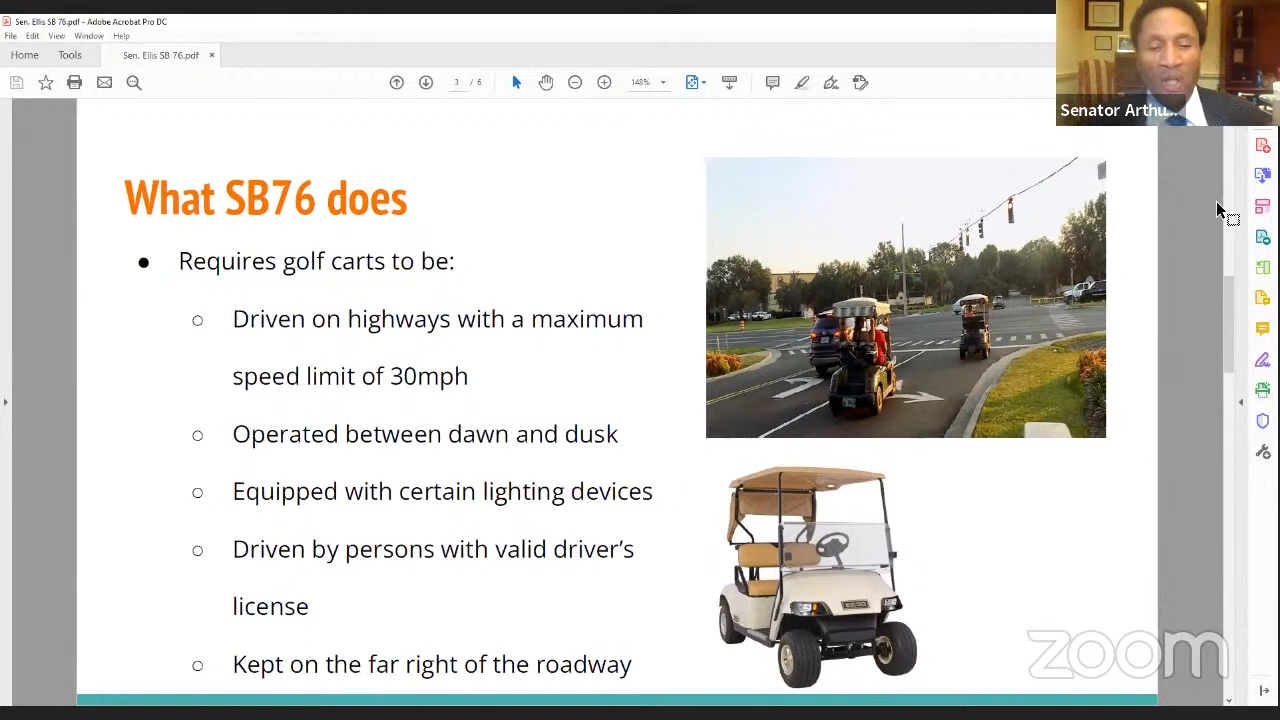 Sen. Ellis SB 76.pdf - Adobe Acrobat Pro DC
File Edit View Window Help
Home Tools Sen. Ellis SB 76.pdf ×
3 / 6 148%
Senator Arthu...
What SB76 does
● Requires golf carts to be:
○ Driven on highways with a maximum
speed limit of 30mph
○ Operated between dawn and dusk
○ Equipped with certain lighting devices
○ Driven by persons with valid driver’s
license
○ Kept on the far right of the roadway
zoom